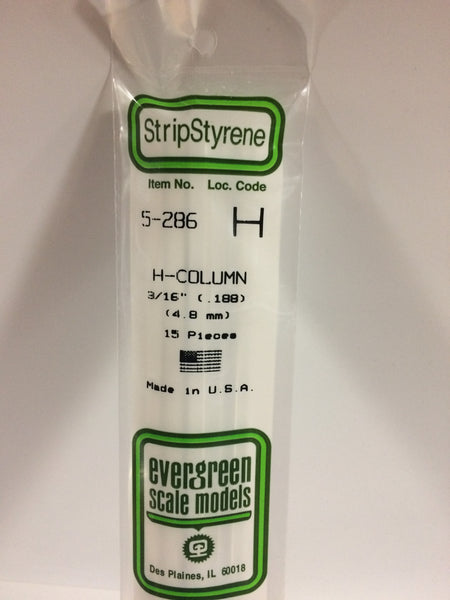 StripStyrene
Item No. Loc. Code
5-286 H
H-COLUMN
3/16" (.188)
(4.8 mm)
15 Pieces
Made in U.S.A.
evergreen
scale models
Des Plaines, IL 60018